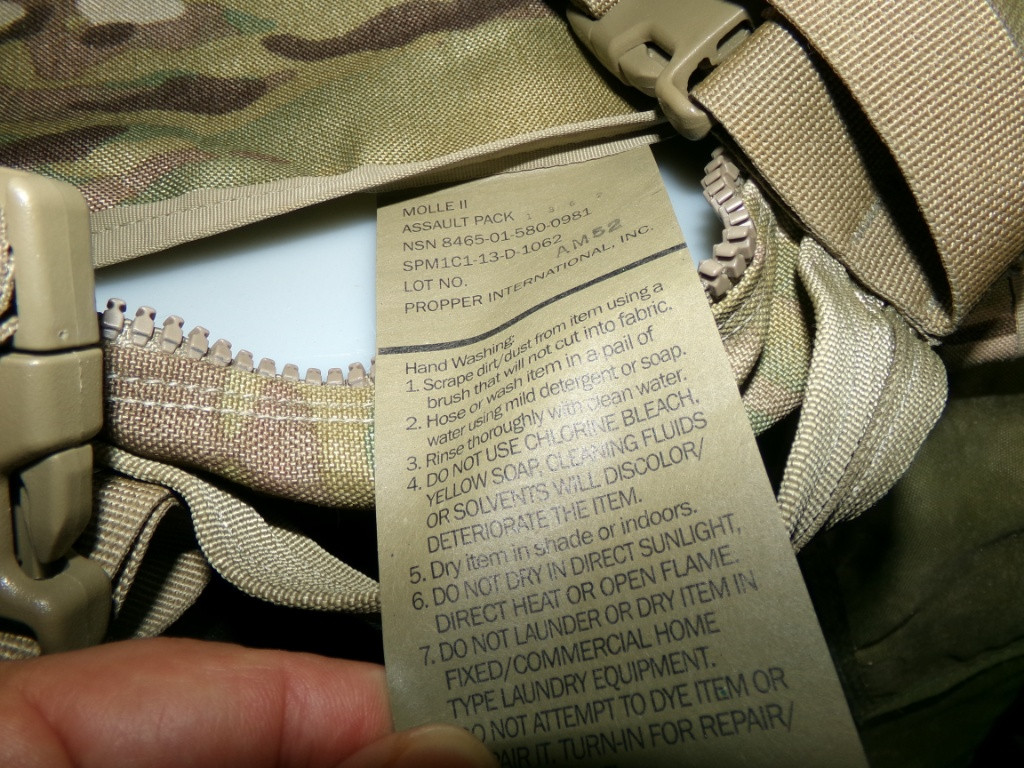 MOLLE II
ASSAULT PACK
NSN 8465-01-580-0981
SPM1C1-13-D-1062
LOT NO. AM52
PROPPER INTERNATIONAL, INC.
Hand Washing:
1. Scrape dirt/dust from item using a
brush that will not cut into fabric.
2. Hose or wash item in a pail of
water using mild detergent or soap.
3. Rinse thoroughly with clean water.
4. DO NOT USE CHLORINE BLEACH.
YELLOW SOAP, CLEANING FLUIDS
OR SOLVENTS WILL DISCOLOR/
DETERIORATE THE ITEM.
5. Dry item in shade or indoors.
6. DO NOT DRY IN DIRECT SUNLIGHT,
DIRECT HEAT OR OPEN FLAME.
7. DO NOT LAUNDER OR DRY ITEM IN
FIXED/COMMERCIAL HOME
TYPE LAUNDRY EQUIPMENT.
NOT ATTEMPT TO DYE ITEM OR
IT. TURN-IN FOR REPAIR/